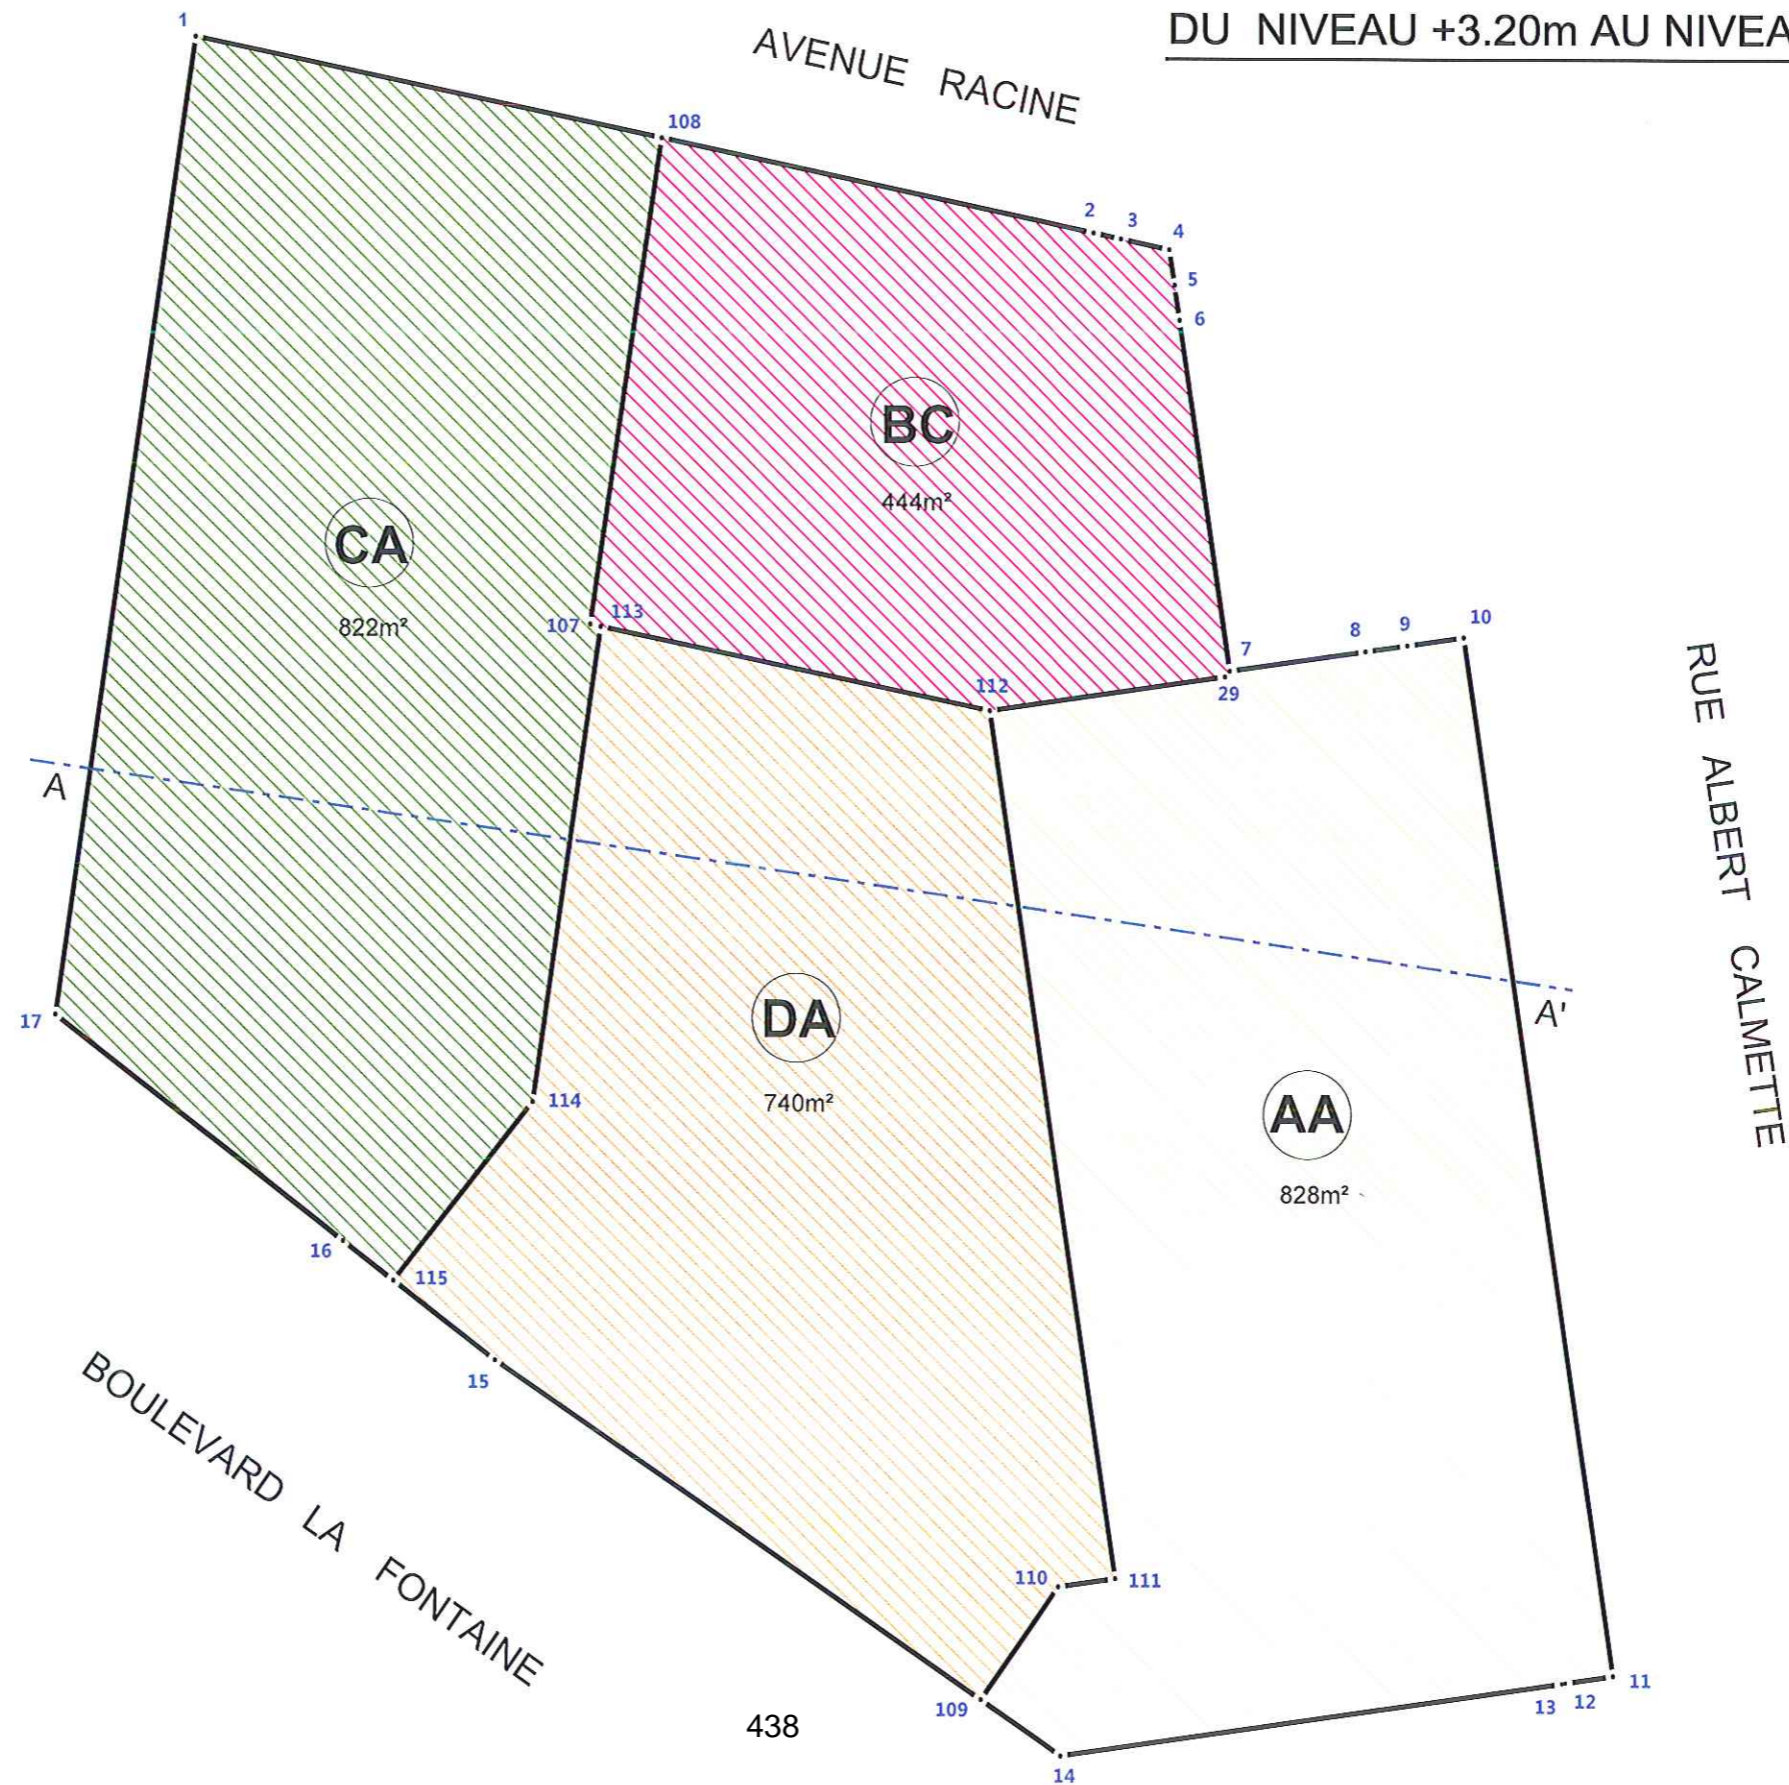 DU NIVEAU +3.20m AU NIVEA
1
AVENUE RACINE
108
2
3
4
5
6
BC
444m²
CA
822m²
107
113
112
7
29
8
9
10
RUE ALBERT CALMETTE
A
A'
17
DA
740m²
AA
828m²
114
16
115
15
BOULEVARD LA FONTAINE
110
111
109
438
14
13
12
11